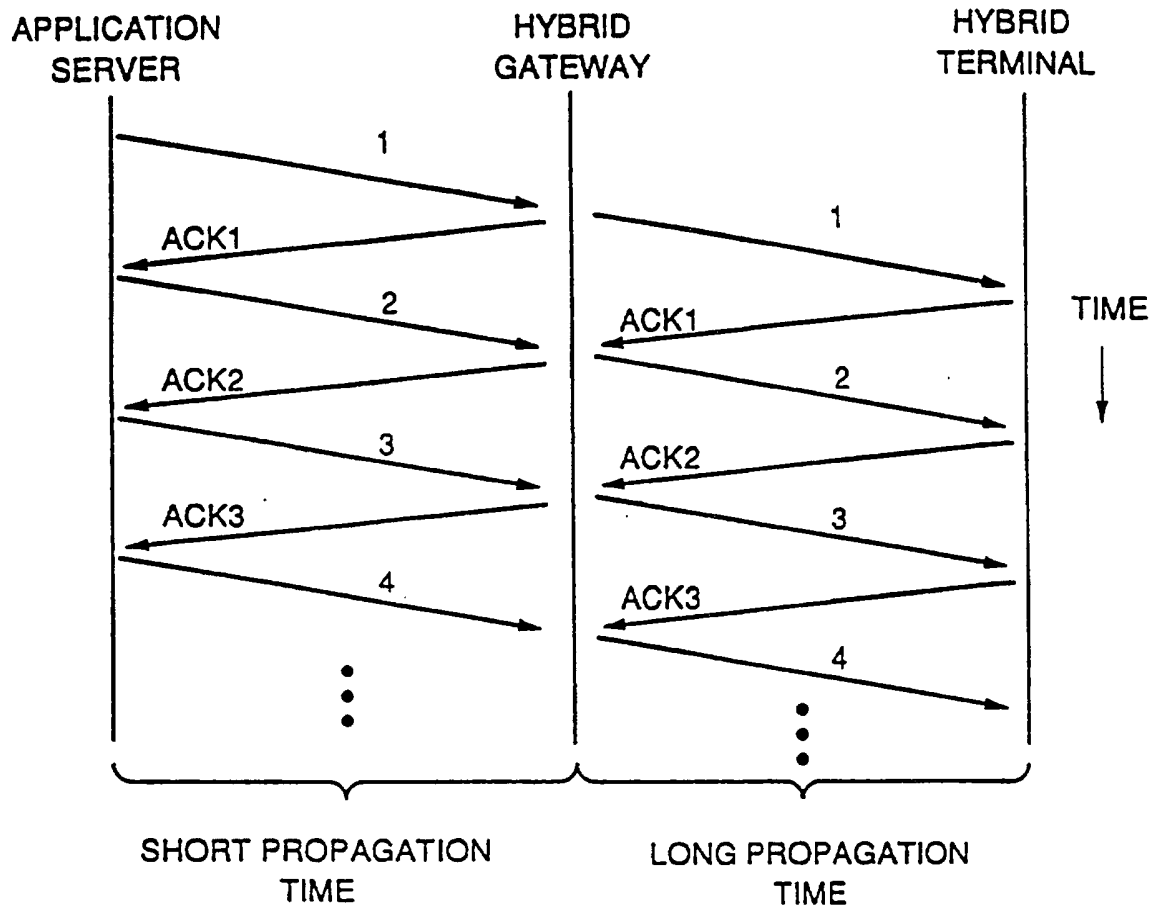 APPLICATION
SERVER
HYBRID
GATEWAY
HYBRID
TERMINAL
1
1
ACK1
2
ACK1
TIME
ACK2
2
3
ACK2
ACK3
3
4
ACK3
4
SHORT PROPAGATION
TIME
LONG PROPAGATION
TIME